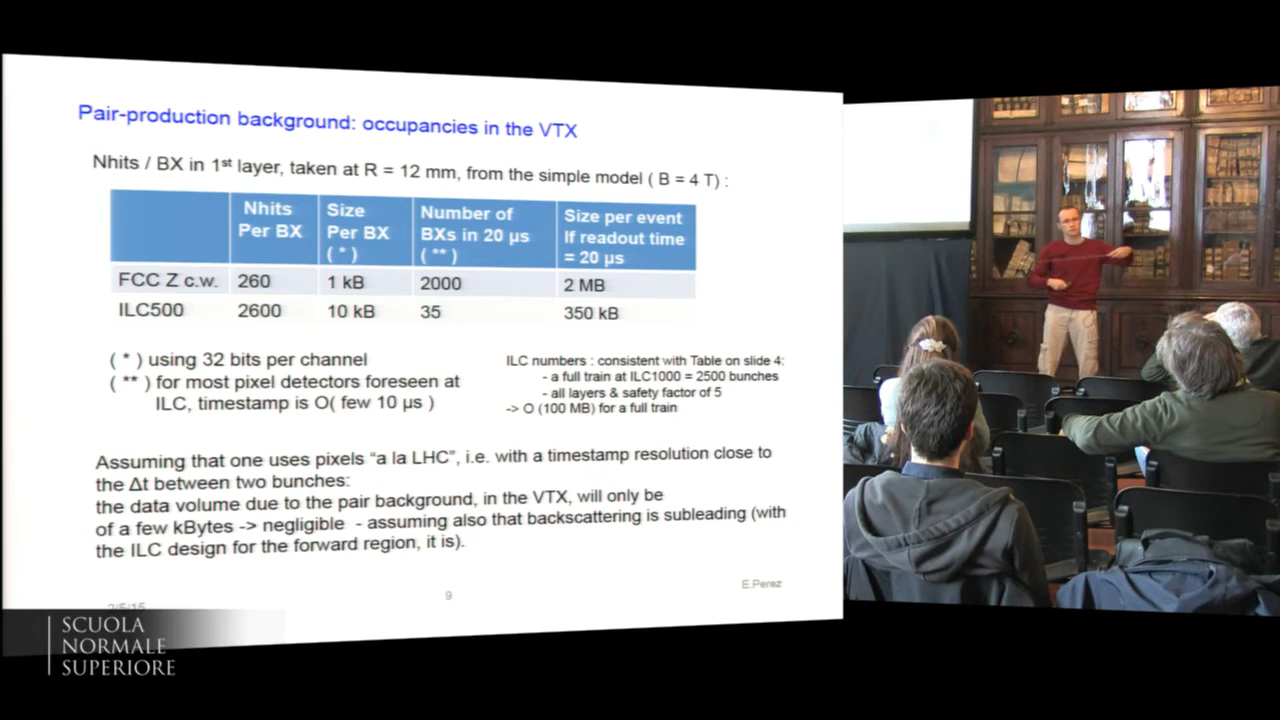 Pair-production background: occupancies in the VTX
Nhits / BX in 1st layer, taken at R = 12 mm, from the simple model ( B = 4 T) :
Nhits Per BX | Size Per BX ( * ) | Number of BXs in 20 µs ( ** ) | Size per event If readout time = 20 µs
FCC Z c.w. 260 1 kB 2000 2 MB
ILC500 2600 10 kB 35 350 kB
( * ) using 32 bits per channel
( ** ) for most pixel detectors foreseen at
ILC, timestamp is O( few 10 µs )
ILC numbers : consistent with Table on slide 4:
- a full train at ILC1000 = 2500 bunches
- all layers & safety factor of 5
-> O (100 MB) for a full train
Assuming that one uses pixels “a la LHC”, i.e. with a timestamp resolution close to
the Δt between two bunches:
the data volume due to the pair background, in the VTX, will only be
of a few kBytes -> negligible - assuming also that backscattering is subleading (with
the ILC design for the forward region, it is).
9
E.Perez
SCUOLA
NORMALE
SUPERIORE